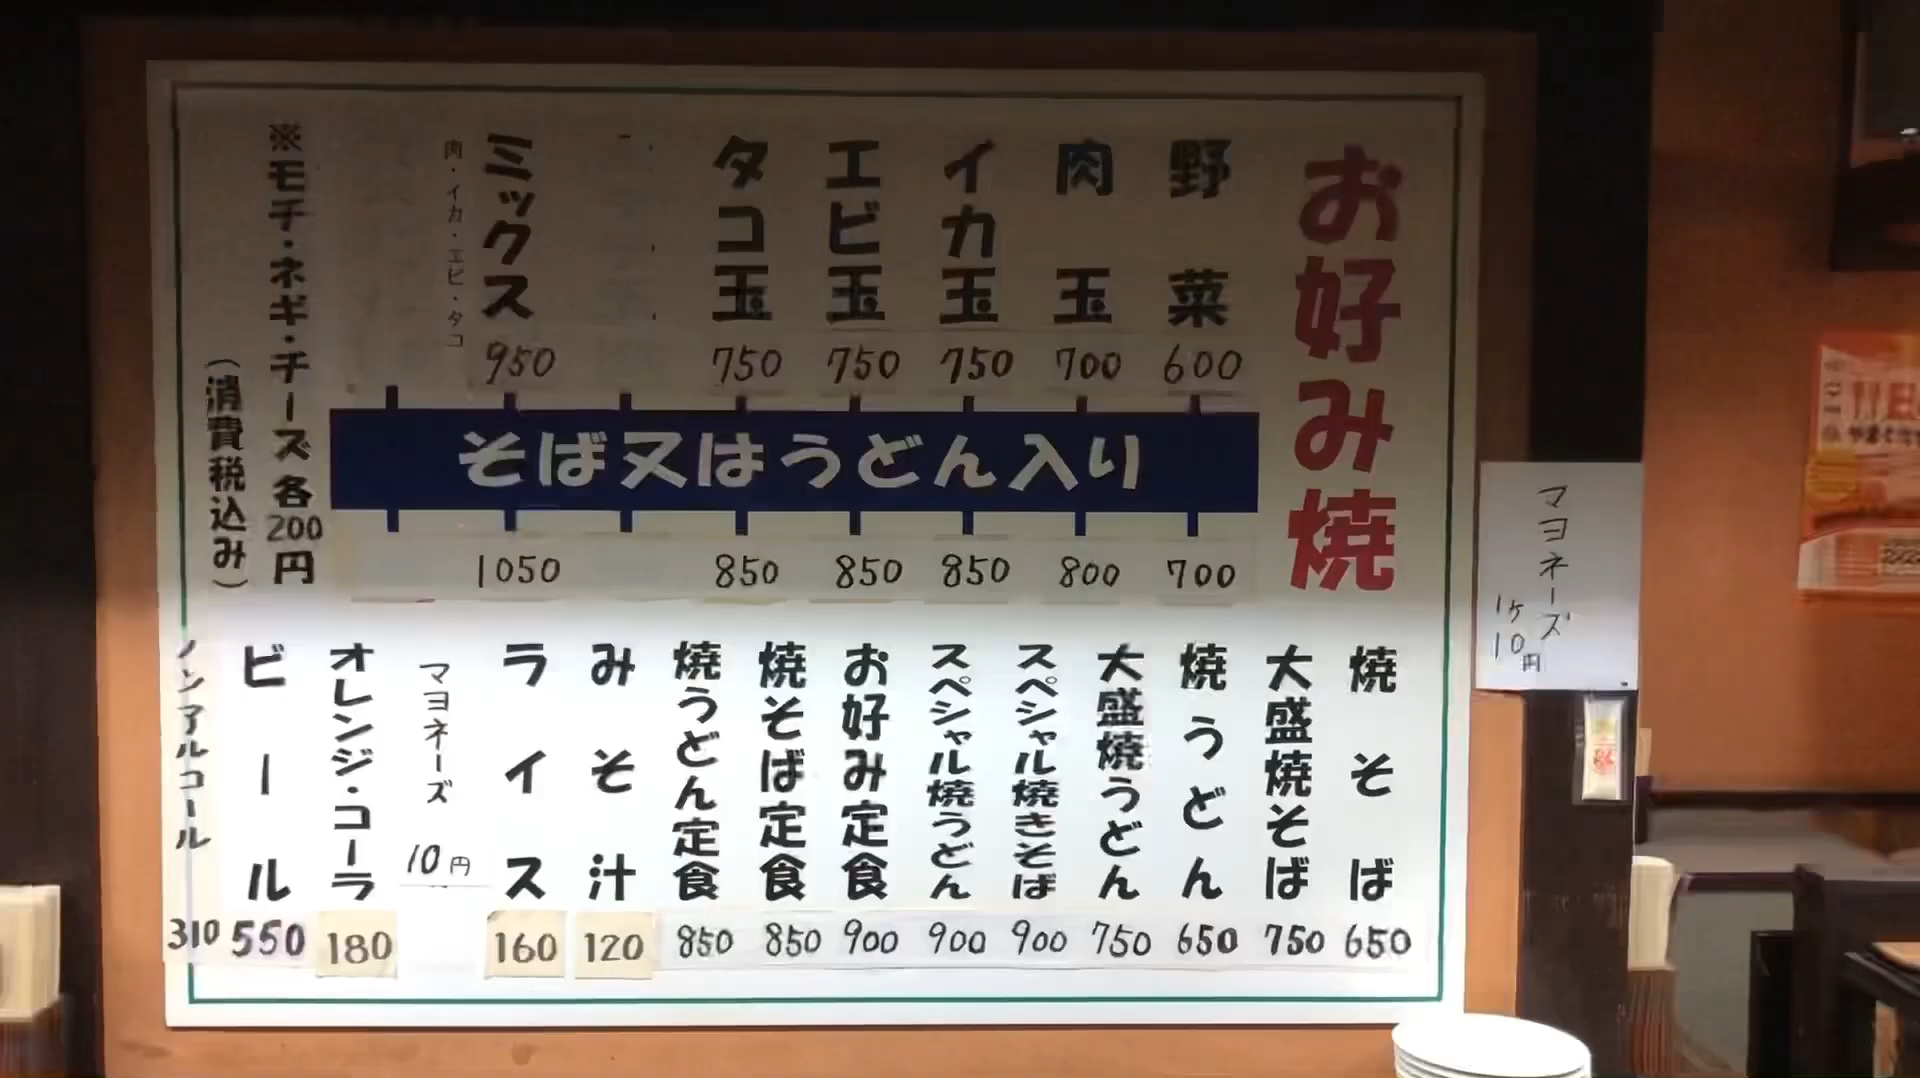 お好み焼
野菜
600
700
肉玉
700
800
イカ玉
750
850
エビ玉
750
850
タコ玉
750
850
ミックス
肉・イカ・エビ・タコ
950
1050
そば又はうどん入り
※モチ・ネギ・チーズ各200円
(消費税込み)
焼そば
650
大盛焼そば
750
焼うどん
650
大盛焼うどん
750
スペシャル焼きそば
900
スペシャル焼うどん
900
お好み定食
900
焼そば定食
850
焼うどん定食
850
みそ汁
120
ライス
160
マヨネーズ
10円
オレンジ・コーラ
180
ビール
550
ノンアルコール
310
マヨネーズ
1ケ
10円